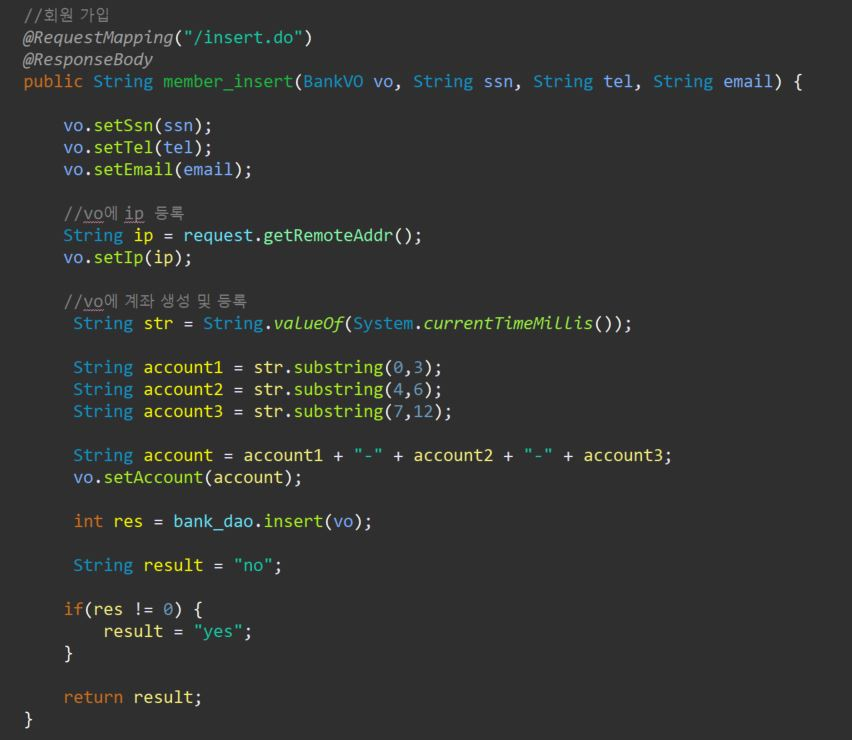 //회원 가입
@RequestMapping("/insert.do")
@ResponseBody
public String member_insert(BankVO vo, String ssn, String tel, String email) {
vo.setSsn(ssn);
vo.setTel(tel);
vo.setEmail(email);
//vo에 ip 등록
String ip = request.getRemoteAddr();
vo.setIp(ip);
//vo에 계좌 생성 및 등록
String str = String.valueOf(System.currentTimeMillis());
String account1 = str.substring(0,3);
String account2 = str.substring(4,6);
String account3 = str.substring(7,12);
String account = account1 + "-" + account2 + "-" + account3;
vo.setAccount(account);
int res = bank_dao.insert(vo);
String result = "no";
if(res != 0) {
result = "yes";
}
return result;
}